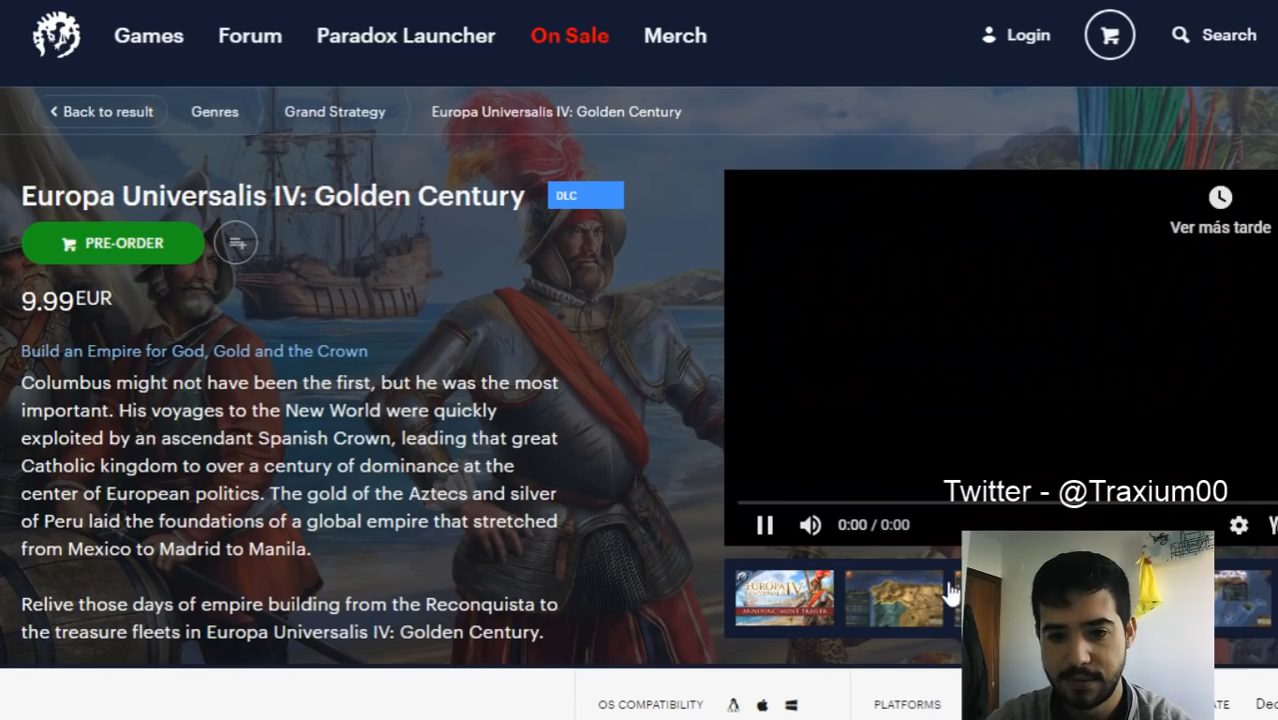 Games Forum Paradox Launcher On Sale Merch Login Search
Back to result Genres Grand Strategy Europa Universalis IV: Golden Century
Europa Universalis IV: Golden Century DLC
PRE-ORDER
9.99 EUR
Build an Empire for God, Gold and the Crown
Columbus might not have been the first, but he was the most
important. His voyages to the New World were quickly
exploited by an ascendant Spanish Crown, leading that great
Catholic kingdom to over a century of dominance at the
center of European politics. The gold of the Aztecs and silver
of Peru laid the foundations of a global empire that stretched
from Mexico to Madrid to Manila.
Relive those days of empire building from the Reconquista to
the treasure fleets in Europa Universalis IV: Golden Century.
Ver más tarde
Twitter - @Traxium00
0:00 / 0:00
EUROPA
UNIVERSALIS IV
ANNOUNCEMENT TRAILER
OS COMPATIBILITY PLATFORMS